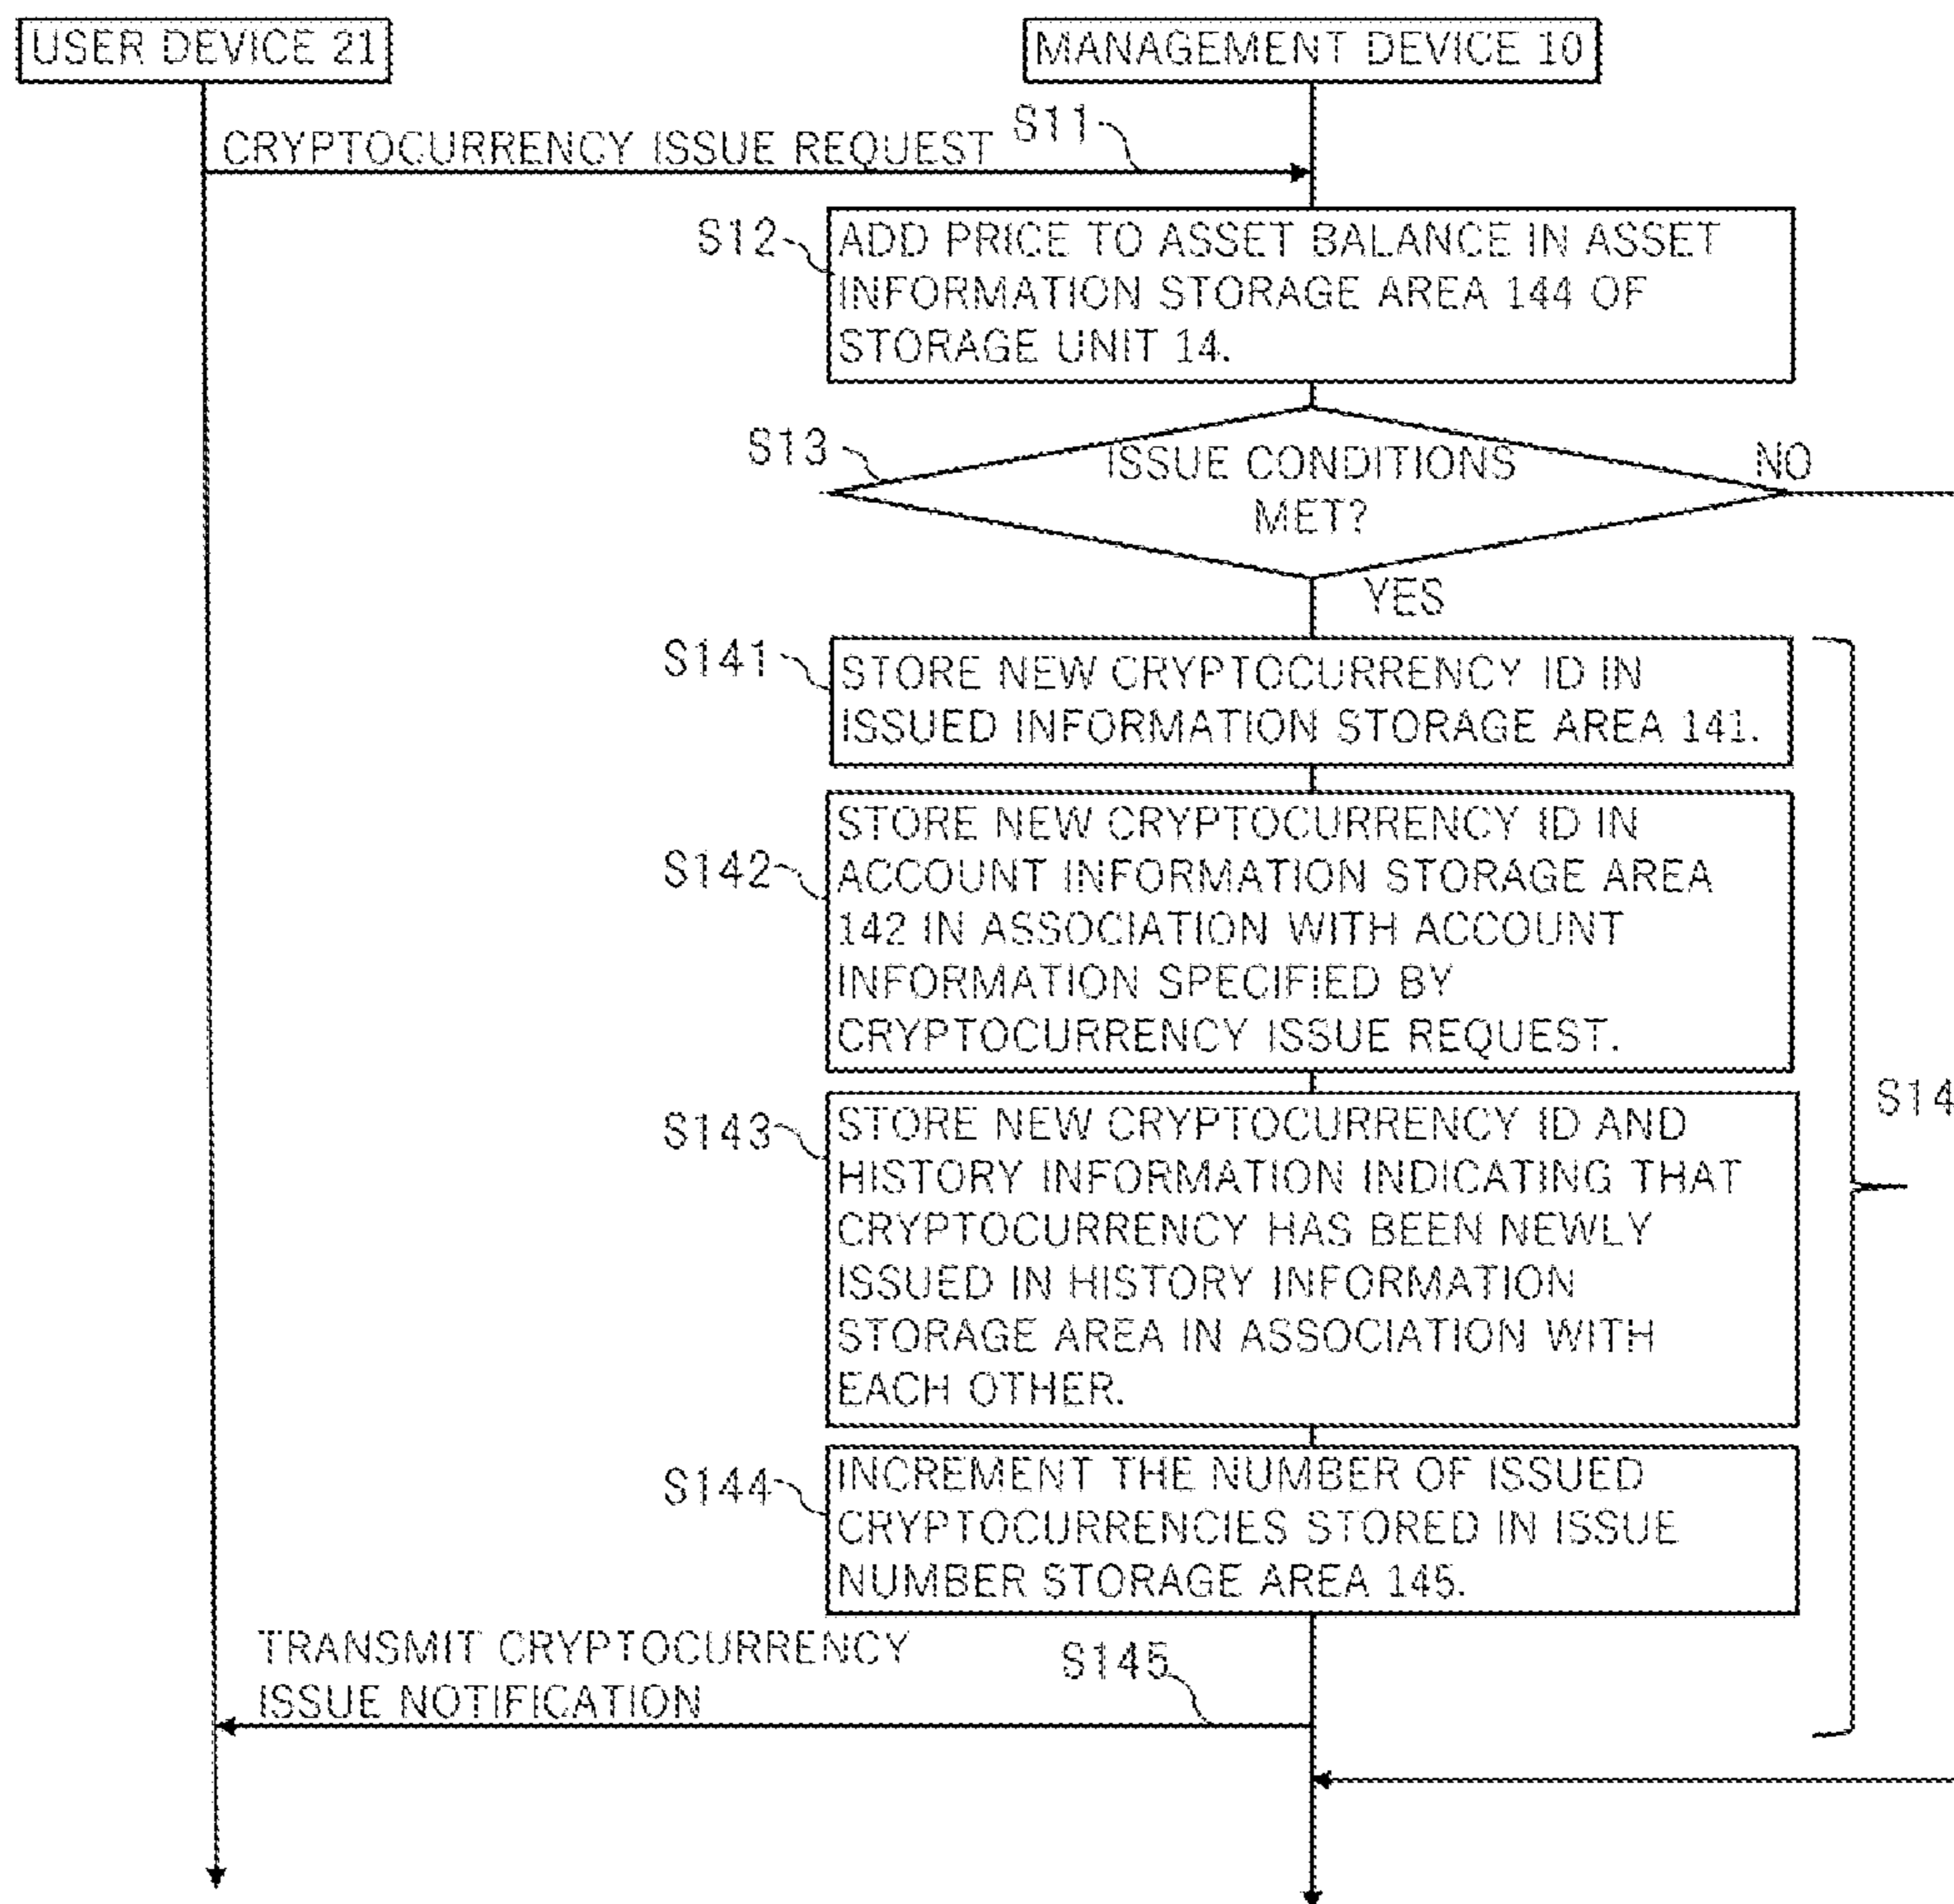 USER DEVICE 21
MANAGEMENT DEVICE 10
CRYPTOCURRENCY ISSUE REQUEST
S11
S12
ADD PRICE TO ASSET BALANCE IN ASSET
INFORMATION STORAGE AREA 144 OF
STORAGE UNIT 14.
S13
ISSUE CONDITIONS
MET?
NO
YES
S141
STORE NEW CRYPTOCURRENCY ID IN
ISSUED INFORMATION STORAGE AREA 141.
S142
STORE NEW CRYPTOCURRENCY ID IN
ACCOUNT INFORMATION STORAGE AREA
142 IN ASSOCIATION WITH ACCOUNT
INFORMATION SPECIFIED BY
CRYPTOCURRENCY ISSUE REQUEST.
S14
S143
STORE NEW CRYPTOCURRENCY ID AND
HISTORY INFORMATION INDICATING THAT
CRYPTOCURRENCY HAS BEEN NEWLY
ISSUED IN HISTORY INFORMATION
STORAGE AREA IN ASSOCIATION WITH
EACH OTHER.
S144
INCREMENT THE NUMBER OF ISSUED
CRYPTOCURRENCIES STORED IN ISSUE
NUMBER STORAGE AREA 145.
TRANSMIT CRYPTOCURRENCY
ISSUE NOTIFICATION
S145